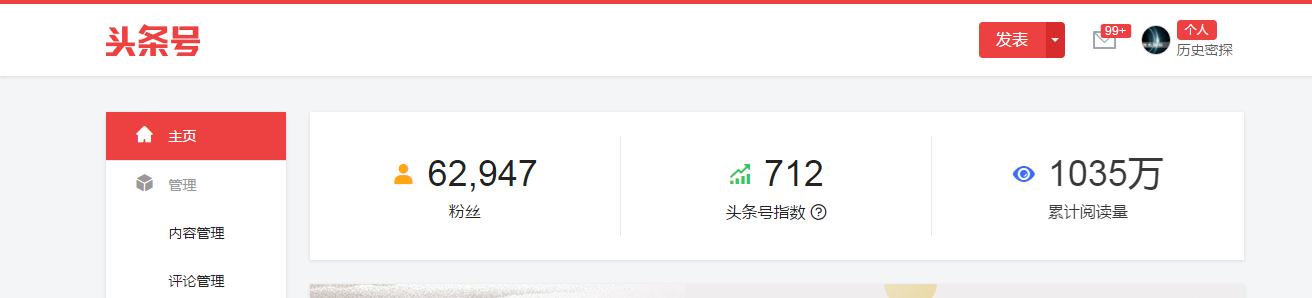 头条号
发表
99+
个人
历史密探
主页
管理
内容管理
评论管理
62,947
粉丝
712
头条号指数
1035万
累计阅读量